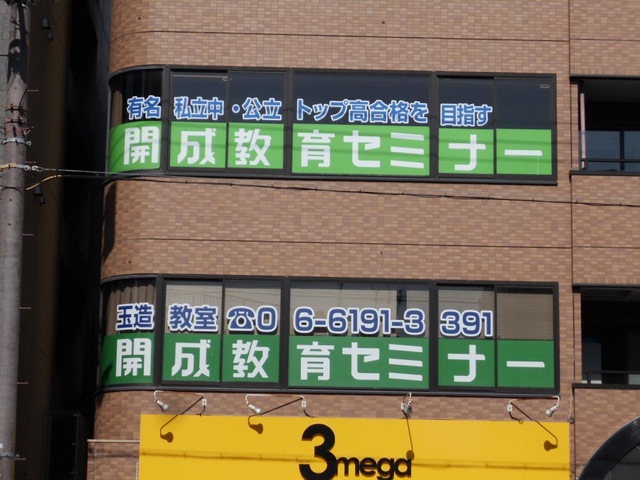 有名 私立中・公立 トップ高合格を 目指す
開成教育セミナー
玉造 教室 ☎06-6191-3391
開成教育セミナー
3mega